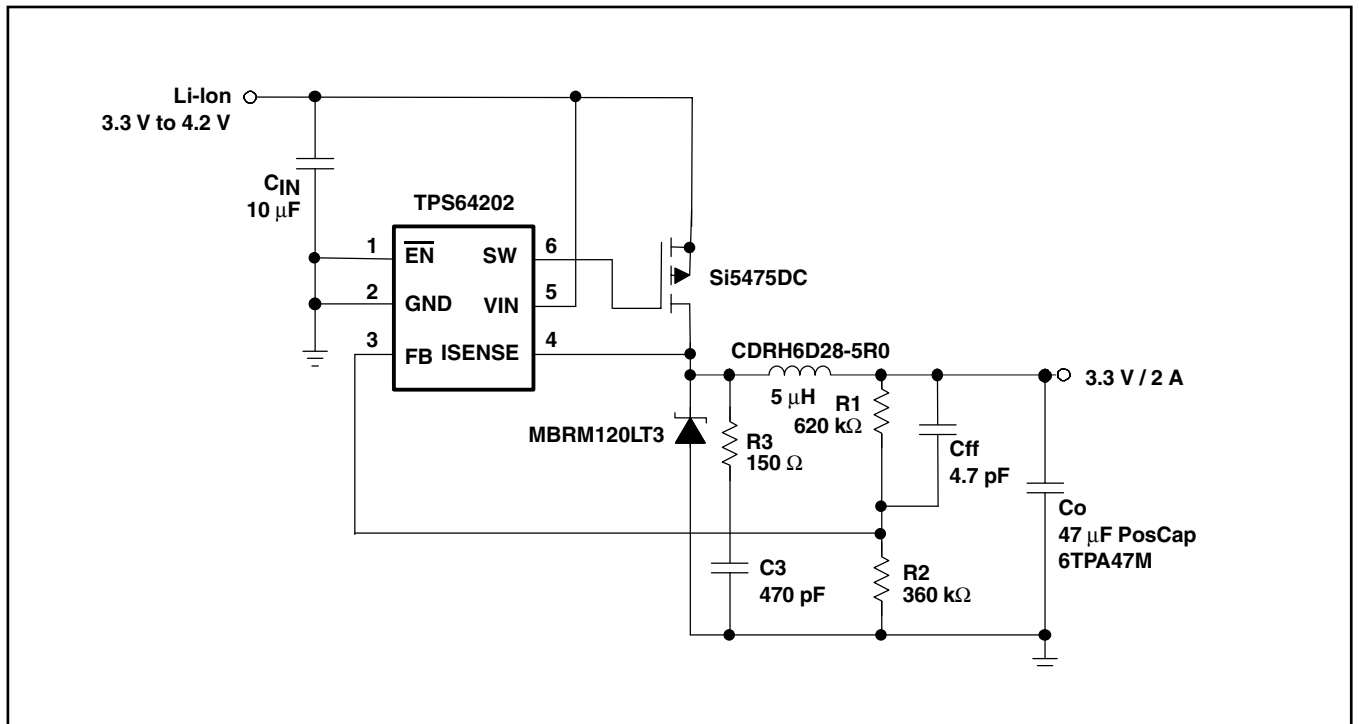 Li-Ion
3.3 V to 4.2 V
CIN
10 μF
TPS64202
1
EN
SW
6
2
GND
VIN
5
3
FB
ISENSE
4
Si5475DC
CDRH6D28-5R0
5 μH
3.3 V / 2 A
R1
620 kΩ
MBRM120LT3
R3
150 Ω
Cff
4.7 pF
Co
47 μF PosCap
6TPA47M
C3
470 pF
R2
360 kΩ